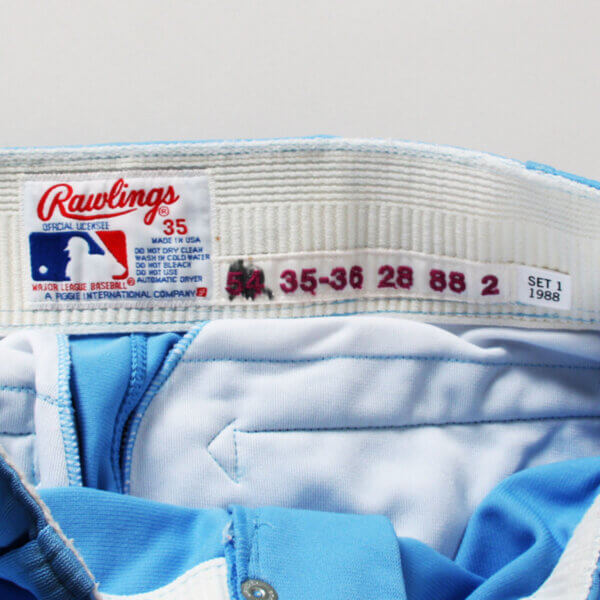 Rawlings®
OFFICIAL LICENSEE 35
MADE IN USA
DO NOT DRY CLEAN
WASH IN COLD WATER
DO NOT BLEACH
DO NOT USE
AUTOMATIC DRYER
MAJOR LEAGUE BASEBALL®
A FIGGIE INTERNATIONAL COMPANY
54 35-36 28 88 2
SET 1
1988